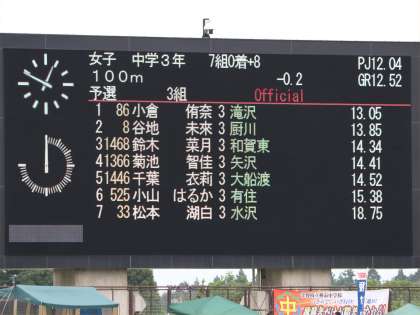 女子 中学3年 7組0着+8 PJ12.04
100m -0.2 GR12.52
予選 3組 Official
1 86 小倉 侑奈 3 滝沢 13.05
2 8 谷地 未來 3 厨川 13.85
3 1468 鈴木 菜月 3 和賀東 14.34
4 1366 菊池 智佳 3 矢沢 14.41
5 1446 千葉 衣莉 3 大船渡 14.52
6 525 小山 はるか 3 有住 15.38
7 33 松本 湖白 3 水沢 18.75